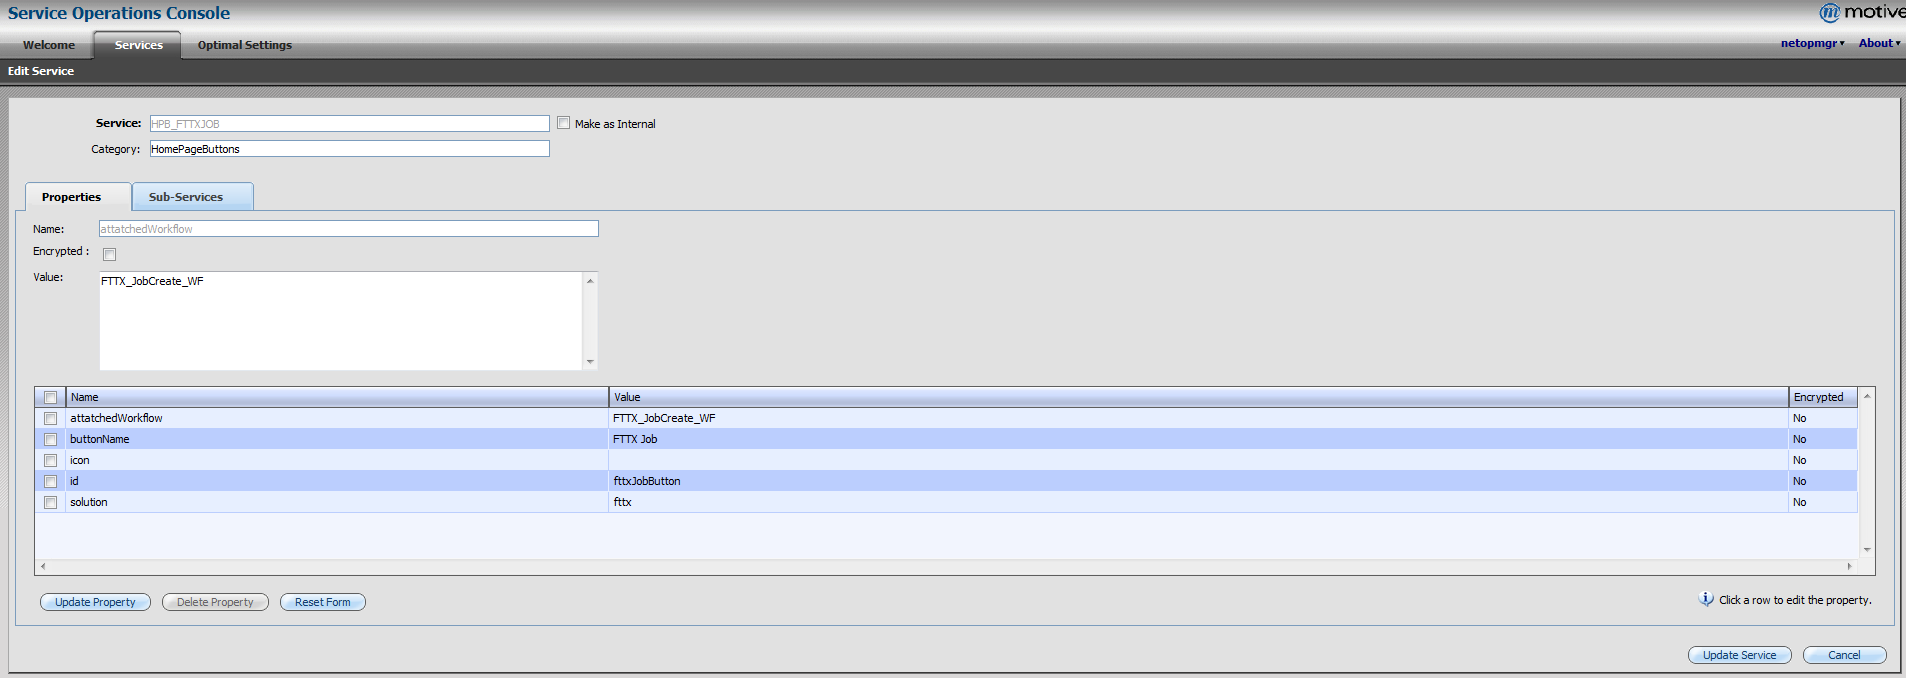 Service Operations Console
motive
Welcome Services Optimal Settings
netopmgr About
Edit Service
Service: HPB_FTTXJOB Make as Internal
Category: HomePageButtons
Properties Sub-Services
Name: attatchedWorkflow
Encrypted :
Value: FTTX_JobCreate_WF
Name Value Encrypted
attatchedWorkflow FTTX_JobCreate_WF No
buttonName FTTX Job No
icon No
id fttxJobButton No
solution fttx No
Update Property Delete Property Reset Form
Click a row to edit the property.
Update Service Cancel